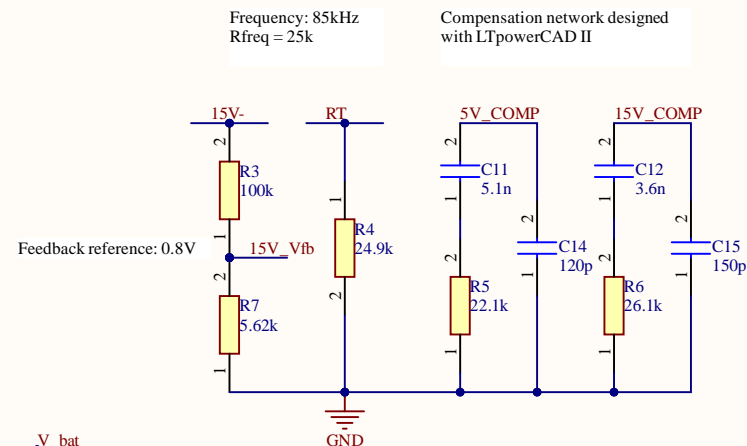 Frequency: 85kHz
Rfreq = 25k
Compensation network designed
with LTpowerCAD II
15V-
RT
5V_COMP
15V_COMP
2
R3
100k
1
Feedback reference: 0.8V
15V_Vfb
2
R7
5.62k
1
1
R4
24.9k
2
2
C11
5.1n
1
2
R5
22.1k
1
2
C14
120p
1
2
C12
3.6n
1
2
R6
26.1k
1
2
C15
150p
1
V_bat
GND